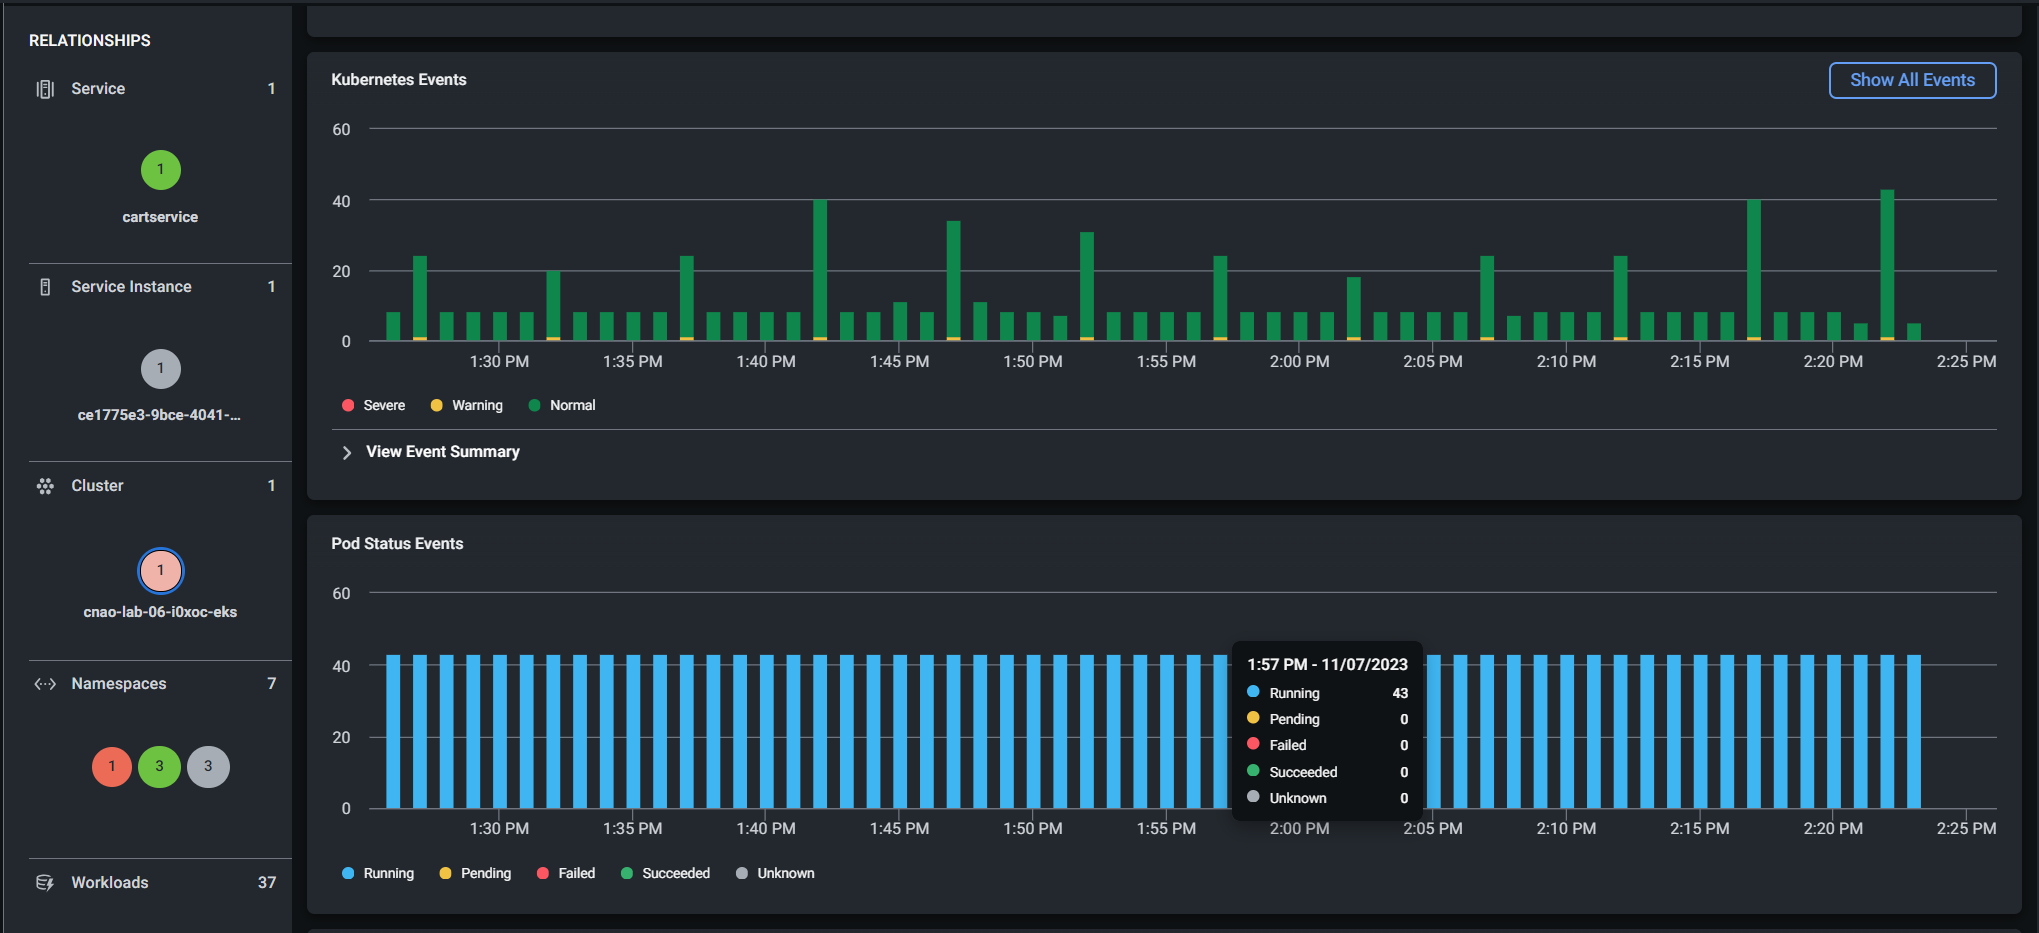 RELATIONSHIPS
Service 1
1
cartservice
Service Instance 1
1
ce1775e3-9bce-4041-...
Cluster 1
1
cnao-lab-06-i0xoc-eks
Namespaces 7
1 3 3
Workloads 37
Kubernetes Events
Show All Events
60
40
20
0
1:30 PM 1:35 PM 1:40 PM 1:45 PM 1:50 PM 1:55 PM 2:00 PM 2:05 PM 2:10 PM 2:15 PM 2:20 PM 2:25 PM
Severe Warning Normal
View Event Summary
Pod Status Events
60
40
20
0
1:57 PM - 11/07/2023
Running 43
Pending 0
Failed 0
Succeeded 0
Unknown 0
1:30 PM 1:35 PM 1:40 PM 1:45 PM 1:50 PM 1:55 PM 2:00 PM 2:05 PM 2:10 PM 2:15 PM 2:20 PM 2:25 PM
Running Pending Failed Succeeded Unknown